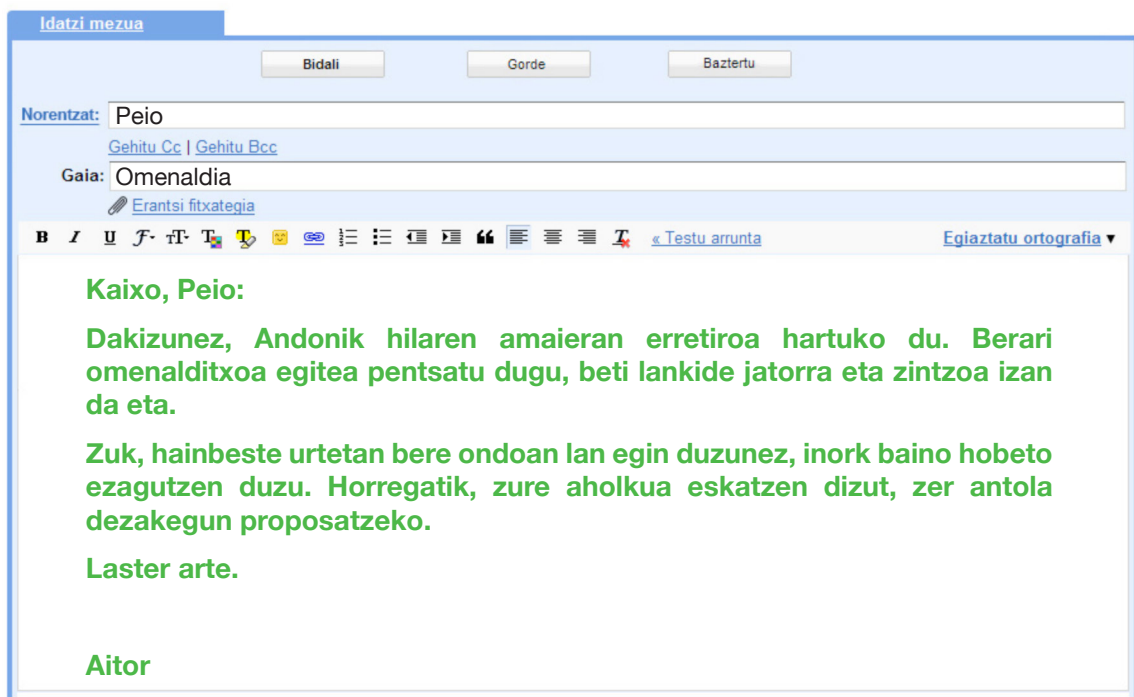 Idatzi mezua
Bidali Gorde Baztertu
Norentzat: Peio
Gehitu Cc | Gehitu Bcc
Gaia: Omenaldia
Erantsi fitxategia
« Testu arrunta Egiaztatu ortografia ▼
Kaixo, Peio:
Dakizunez, Andonik hilaren amaieran erretiroa hartuko du. Berari
omenalditxoa egitea pentsatu dugu, beti lankide jatorra eta zintzoa izan
da eta.
Zuk, hainbeste urtetan bere ondoan lan egin duzunez, inork baino hobeto
ezagutzen duzu. Horregatik, zure aholkua eskatzen dizut, zer antola
dezakegun proposatzeko.
Laster arte.
Aitor